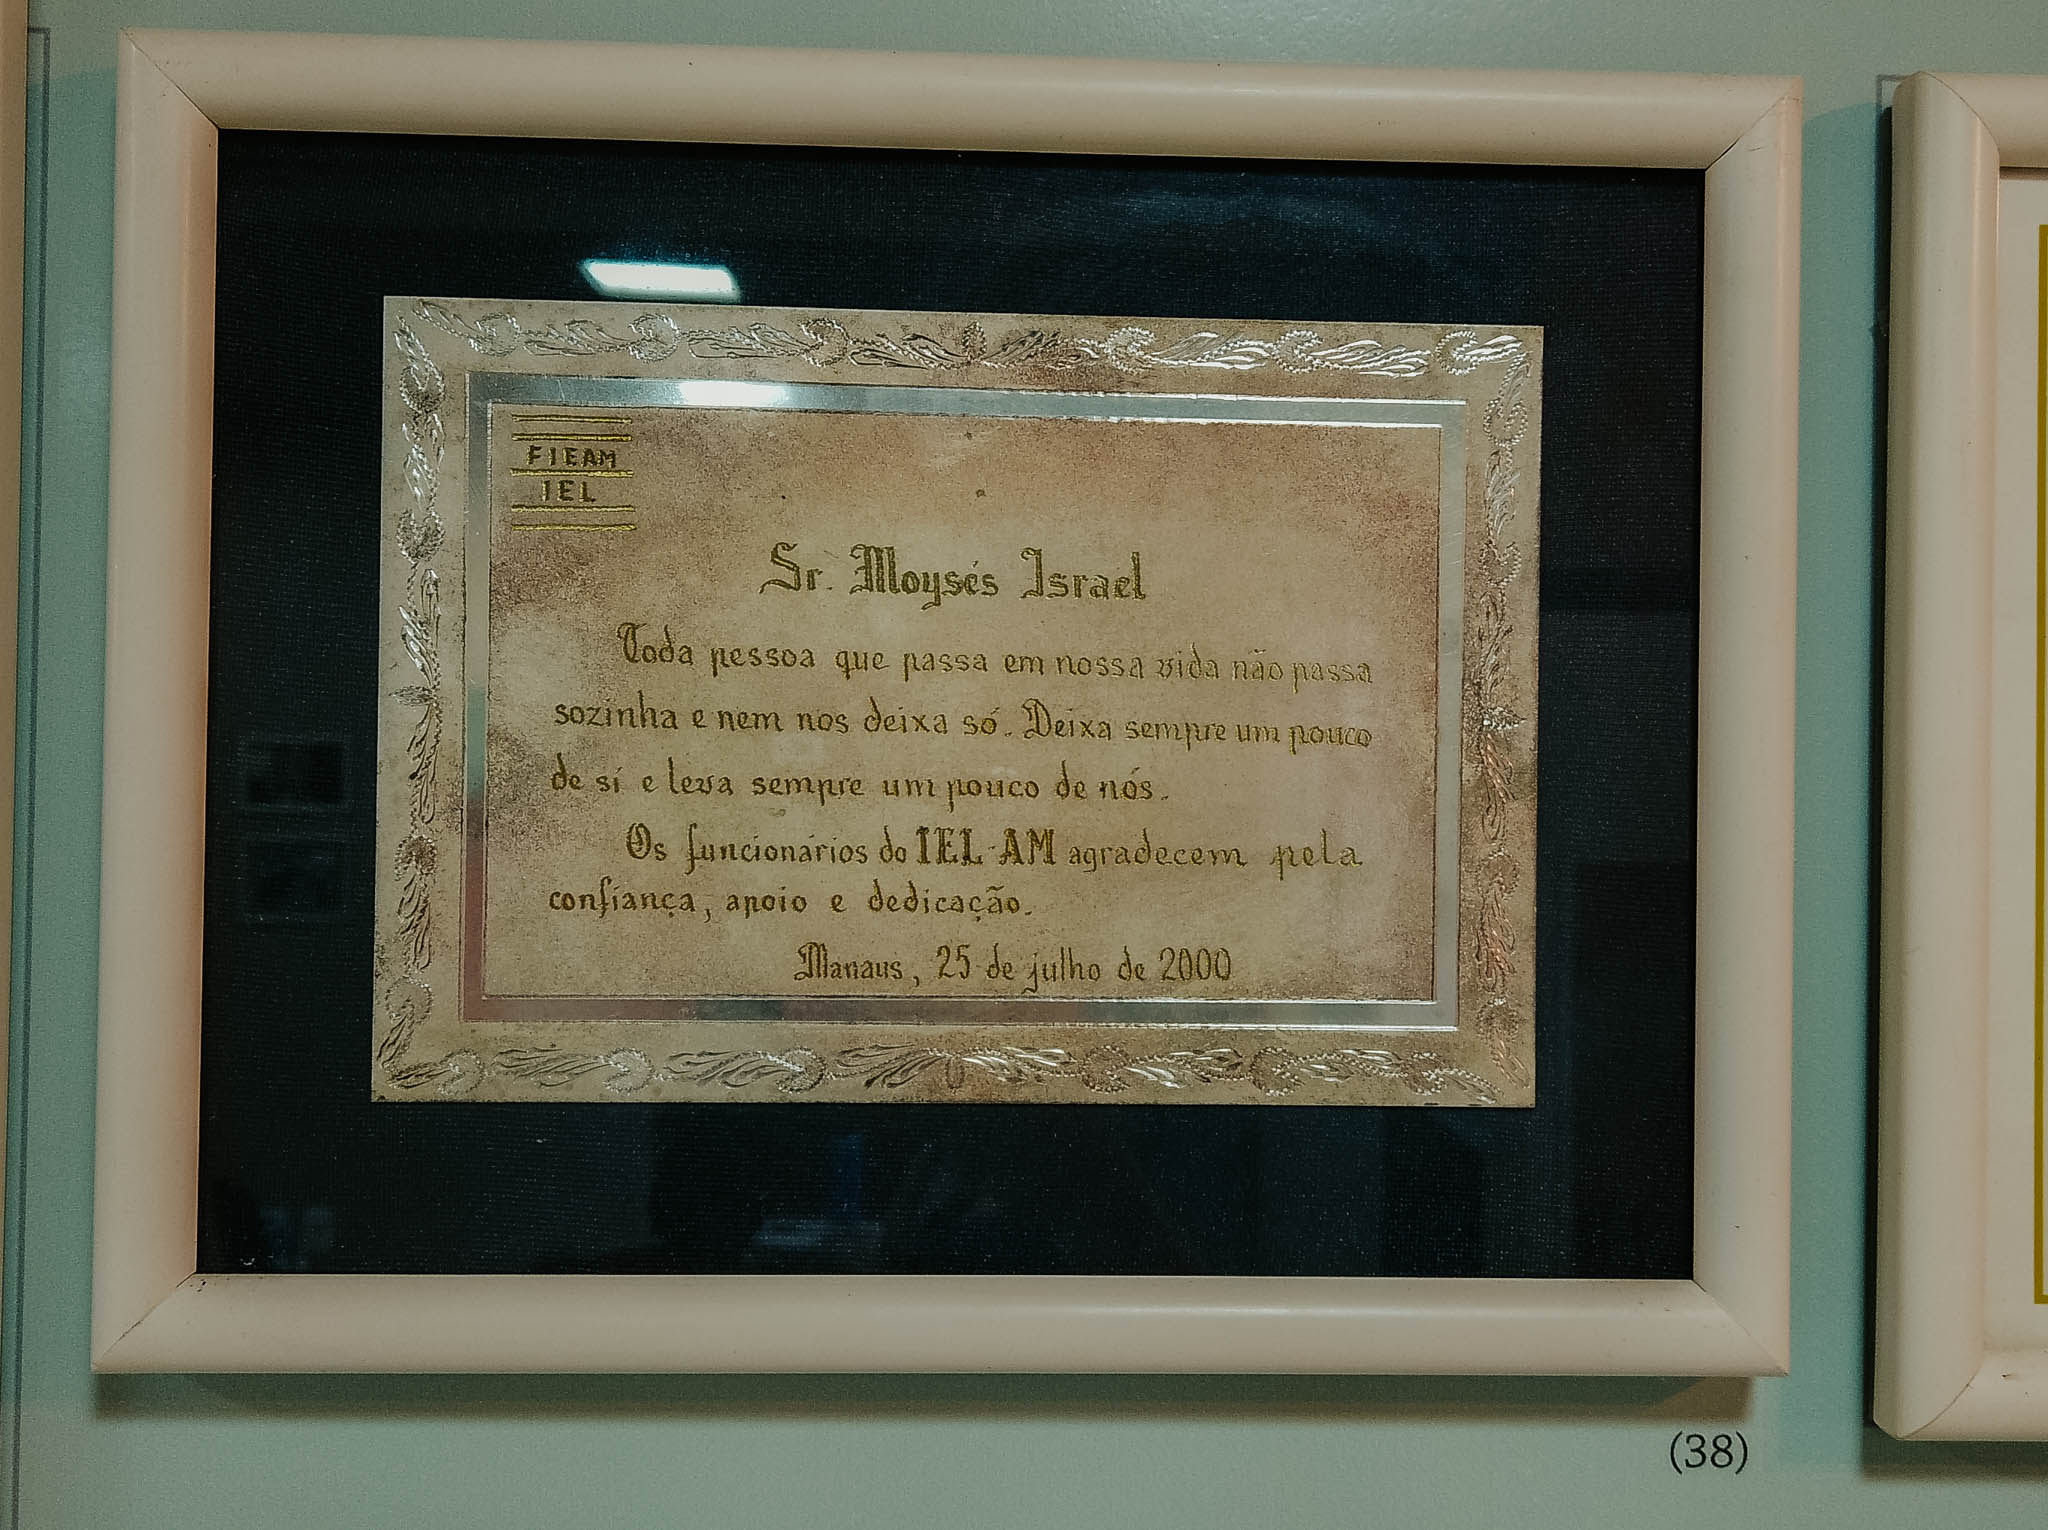 FIEAM
IEL
Sr. Moysés Israel
Toda pessoa que passa em nossa vida não passa
sozinha e nem nos deixa só. Deixa sempre um pouco
de si e leva sempre um pouco de nós.
Os funcionários do IEL-AM agradecem pela
confiança, apoio e dedicação.
Manaus, 25 de julho de 2000
(38)